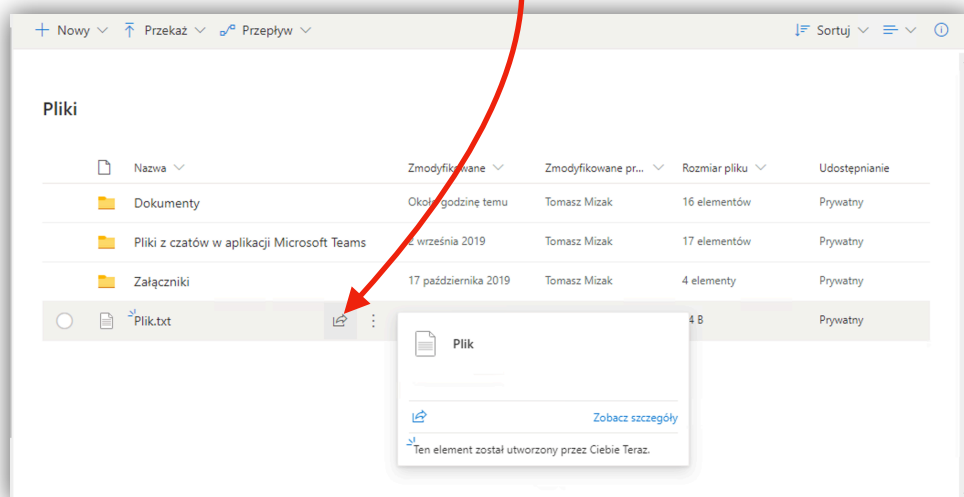 Nowy Przekaż Przepływ Sortuj
Pliki
Nazwa Zmodyfikowane Zmodyfikowane pr... Rozmiar pliku Udostępnianie
Dokumenty Około godzinę temu Tomasz Mizak 16 elementów Prywatny
Pliki z czatów w aplikacji Microsoft Teams 2 września 2019 Tomasz Mizak 17 elementów Prywatny
Załączniki 17 października 2019 Tomasz Mizak 4 elementy Prywatny
Plik.txt 4 B Prywatny
Plik
Zobacz szczegóły
Ten element został utworzony przez Ciebie Teraz.